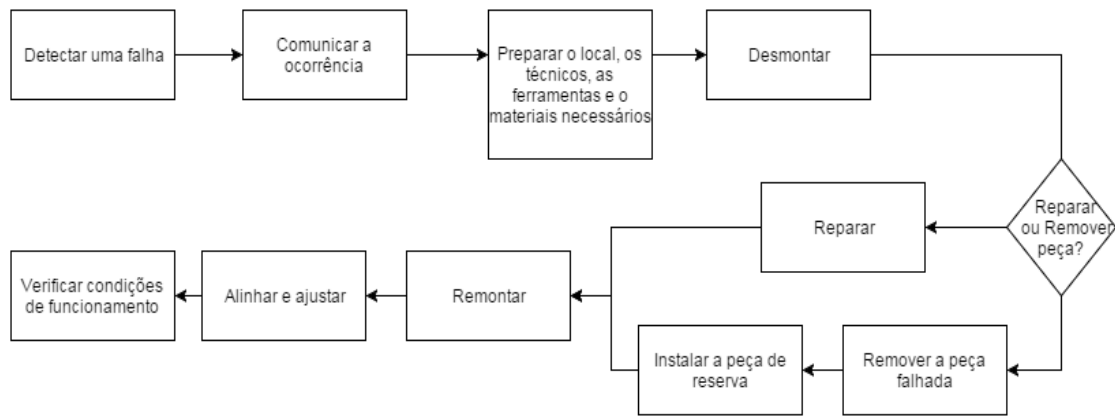 Detectar uma falha
Comunicar a
ocorrência
Preparar o local, os
técnicos, as
ferramentas e o
materiais necessários
Desmontar
Reparar
ou Remover
peça?
Reparar
Remover a peça
falhada
Instalar a peça de
reserva
Remontar
Alinhar e ajustar
Verificar condições
de funcionamento